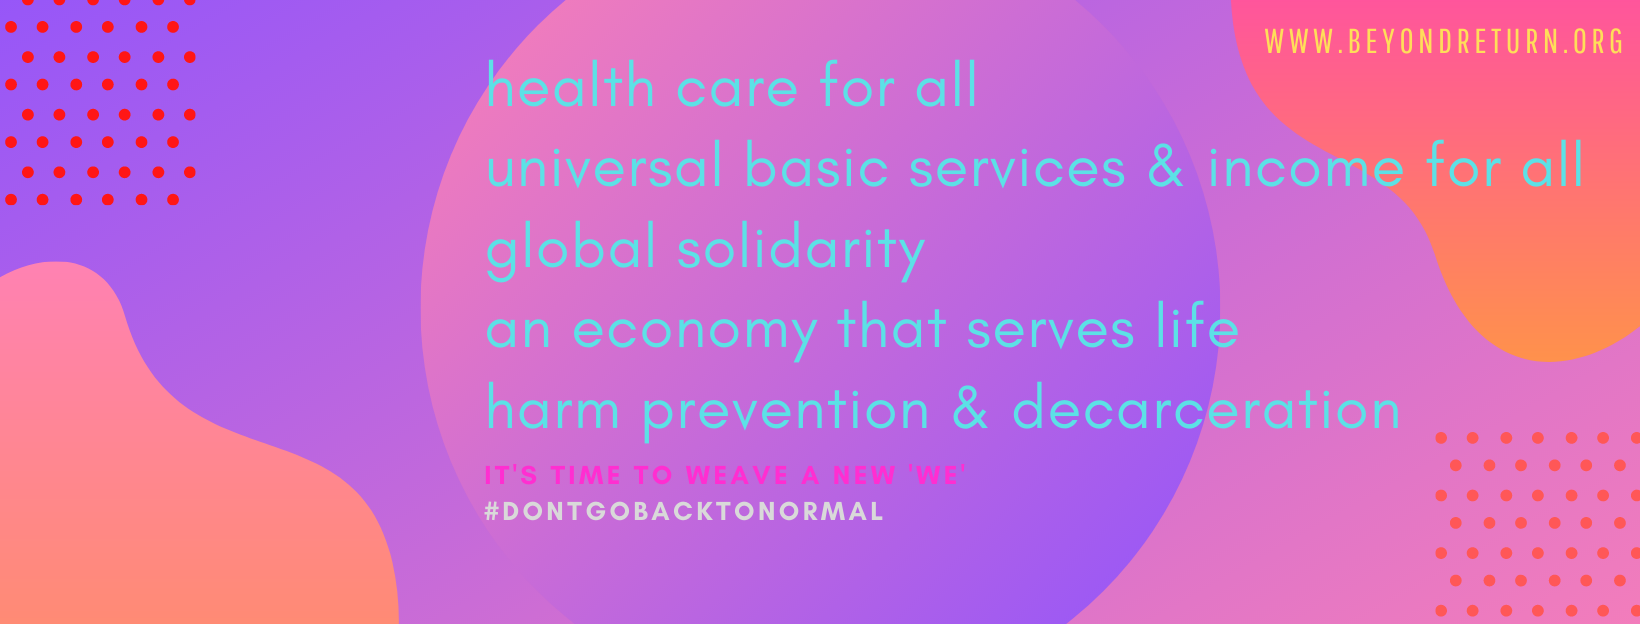 WWW.BEYONDRETURN.ORG
health care for all
universal basic services & income for all
global solidarity
an economy that serves life
harm prevention & decarceration
IT'S TIME TO WEAVE A NEW 'WE'
#DONTGOBACKTONORMAL